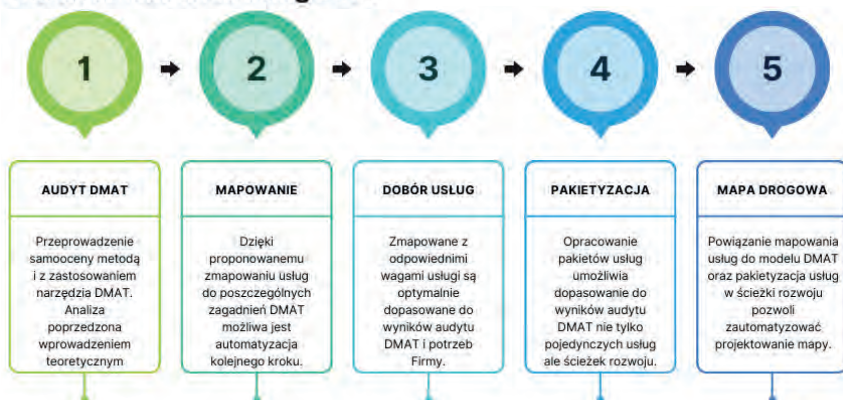 1
2
3
4
5
AUDYT DMAT
Przeprowadzenie
samooceny metodą
i z zastosowaniem
narzędzia DMAT.
Analiza
poprzedzona
wprowadzeniem
teoretycznym
MAPOWANIE
Dzięki
proponowanemu
zmapowaniu usług
do poszczególnych
zagadnień DMAT
możliwa jest
automatyzacja
kolejnego kroku.
DOBÓR USŁUG
Zmapowane z
odpowiednimi
wagami usługi są
optymalnie
dopasowane do
wyników audytu
DMAT i potrzeb
Firmy.
PAKIETYZACJA
Opracowanie
pakietów usług
umożliwia
dopasowanie do
wyników audytu
DMAT nie tylko
pojedynczych usług
ale ścieżek rozwoju.
MAPA DROGOWA
Powiązanie mapowania
usług do modelu DMAT
oraz pakietyzacja usług
w ścieżki rozwoju
pozwoli
zautomatyzować
projektowanie mapy.